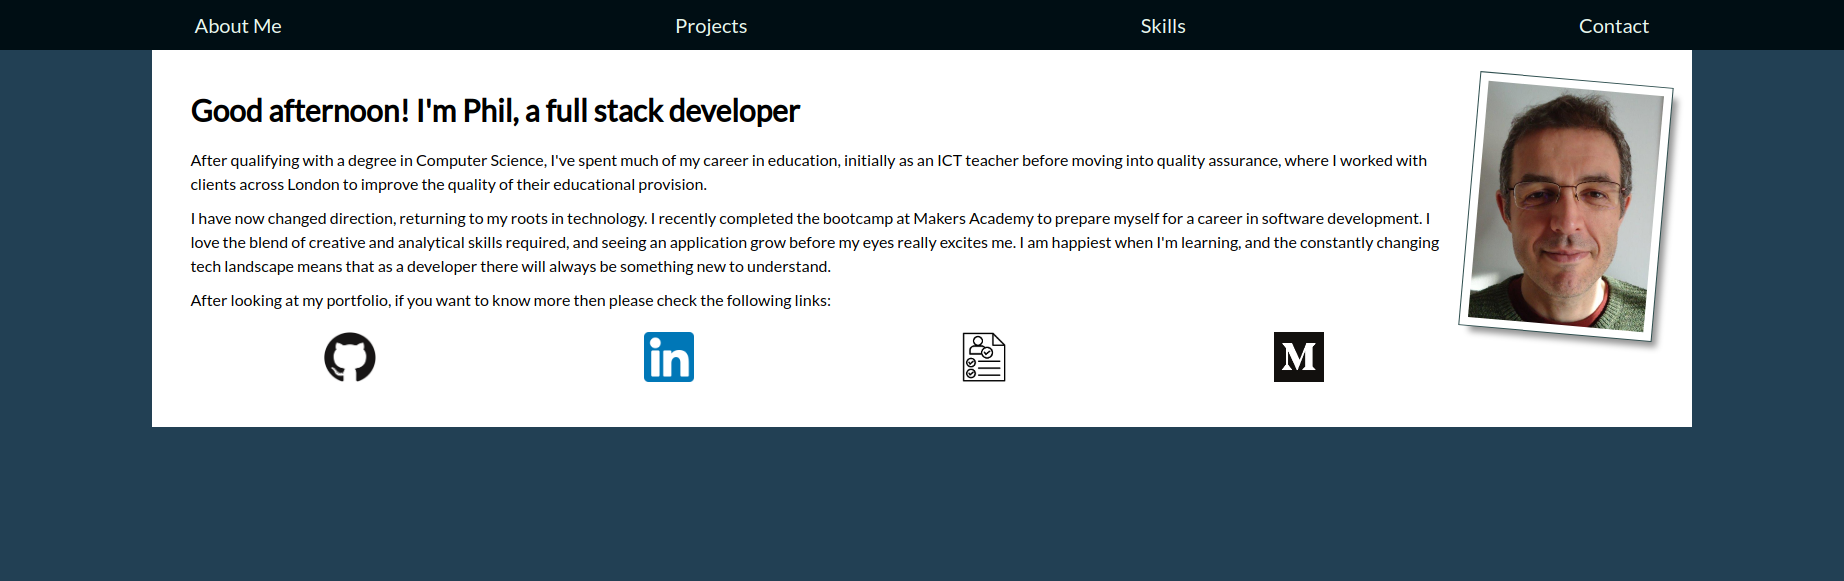 About Me Projects Skills Contact
Good afternoon! I'm Phil, a full stack developer
After qualifying with a degree in Computer Science, I've spent much of my career in education, initially as an ICT teacher before moving into quality assurance, where I worked with
clients across London to improve the quality of their educational provision.
I have now changed direction, returning to my roots in technology. I recently completed the bootcamp at Makers Academy to prepare myself for a career in software development. I
love the blend of creative and analytical skills required, and seeing an application grow before my eyes really excites me. I am happiest when I'm learning, and the constantly changing
tech landscape means that as a developer there will always be something new to understand.
After looking at my portfolio, if you want to know more then please check the following links:
in M